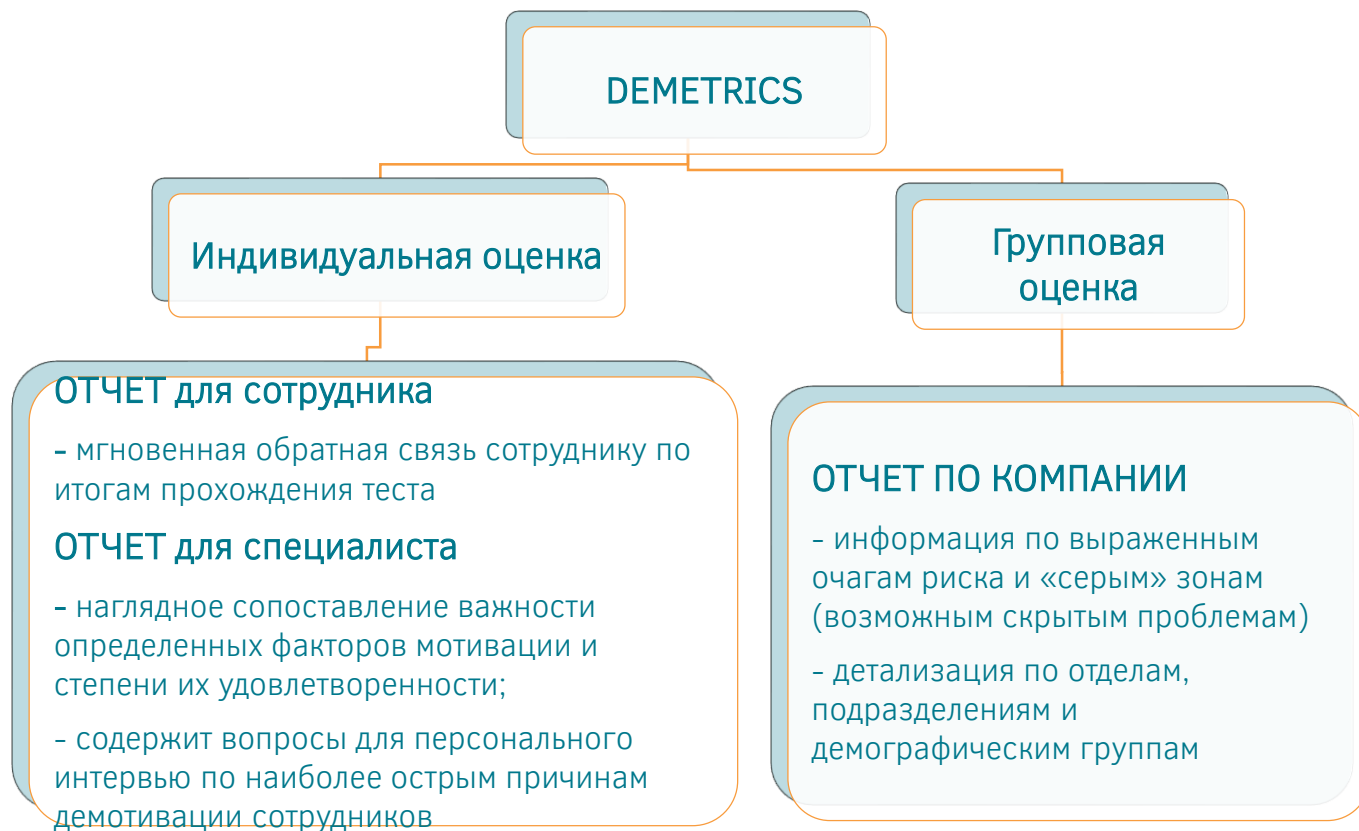 DEMETRICS
Индивидуальная оценка
Групповая
оценка
ОТЧЕТ для сотрудника
- мгновенная обратная связь сотруднику по
итогам прохождения теста
ОТЧЕТ для специалиста
- наглядное сопоставление важности
определенных факторов мотивации и
степени их удовлетворенности;
- содержит вопросы для персонального
интервью по наиболее острым причинам
демотивации сотрудников
ОТЧЕТ ПО КОМПАНИИ
- информация по выраженным
очагам риска и «серым» зонам
(возможным скрытым проблемам)
- детализация по отделам,
подразделениям и
демографическим группам